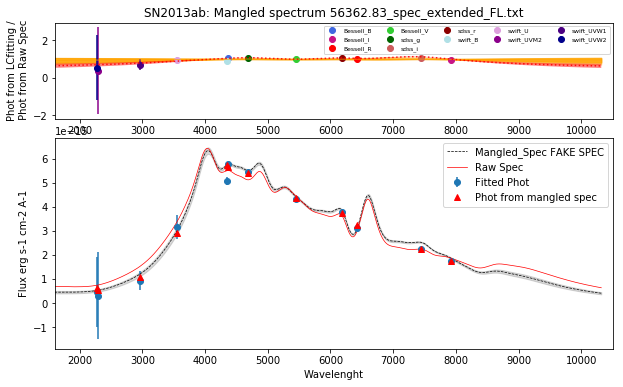 SN2013ab: Mangled spectrum 56362.83_spec_extended_FL.txt
Phot from LCfitting /
Phot from Raw Spec
2
0
−2
Bessell_B
Bessell_I
Bessell_R
Bessell_V
sdss_g
sdss_i
sdss_r
swift_B
swift_U
swift_UVM2
swift_UVW1
swift_UVW2
2000 3000 4000 5000 6000 7000 8000 9000 10000
Flux erg s-1 cm-2 A-1
6
5
4
3
2
1
0
−1
Mangled_Spec FAKE SPEC
Raw Spec
Fitted Phot
Phot from mangled spec
2000 3000 4000 5000 6000 7000 8000 9000 10000
Wavelenght